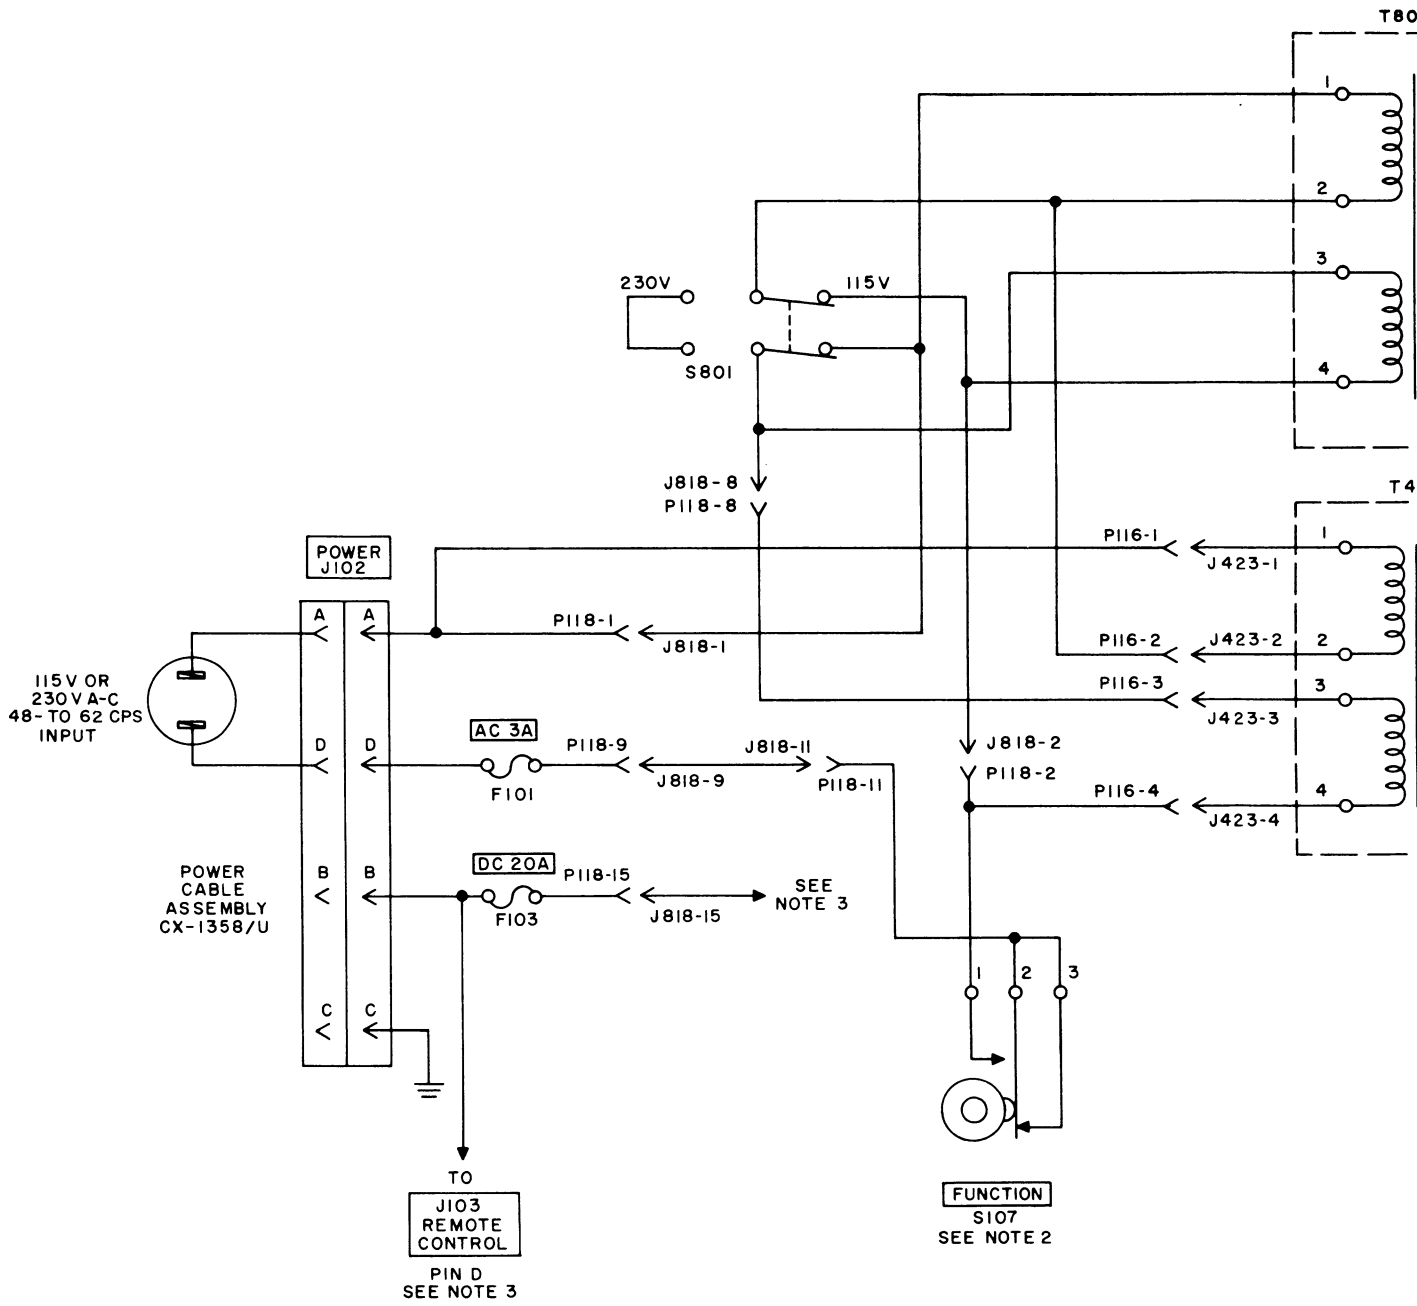 T80
1
2
3
230V
115V
4
S801
J818-8
P118-8
T4
P116-1
1
POWER
J102
J423-1
A
A
P118-1
J818-1
P116-2
J423-2
2
115V OR
230V A-C
48- TO 62 CPS
INPUT
P116-3
3
J423-3
AC 3A
D
D
P118-9
J818-11
J818-2
F101
J818-9
P118-11
P118-2
P116-4
4
J423-4
DC 20A
POWER
CABLE
ASSEMBLY
CX-1358/U
B
B
P118-15
SEE
NOTE 3
F103
J818-15
1
2
3
C
C
TO
J103
REMOTE
CONTROL
PIN D
SEE NOTE 3
FUNCTION
S107
SEE NOTE 2